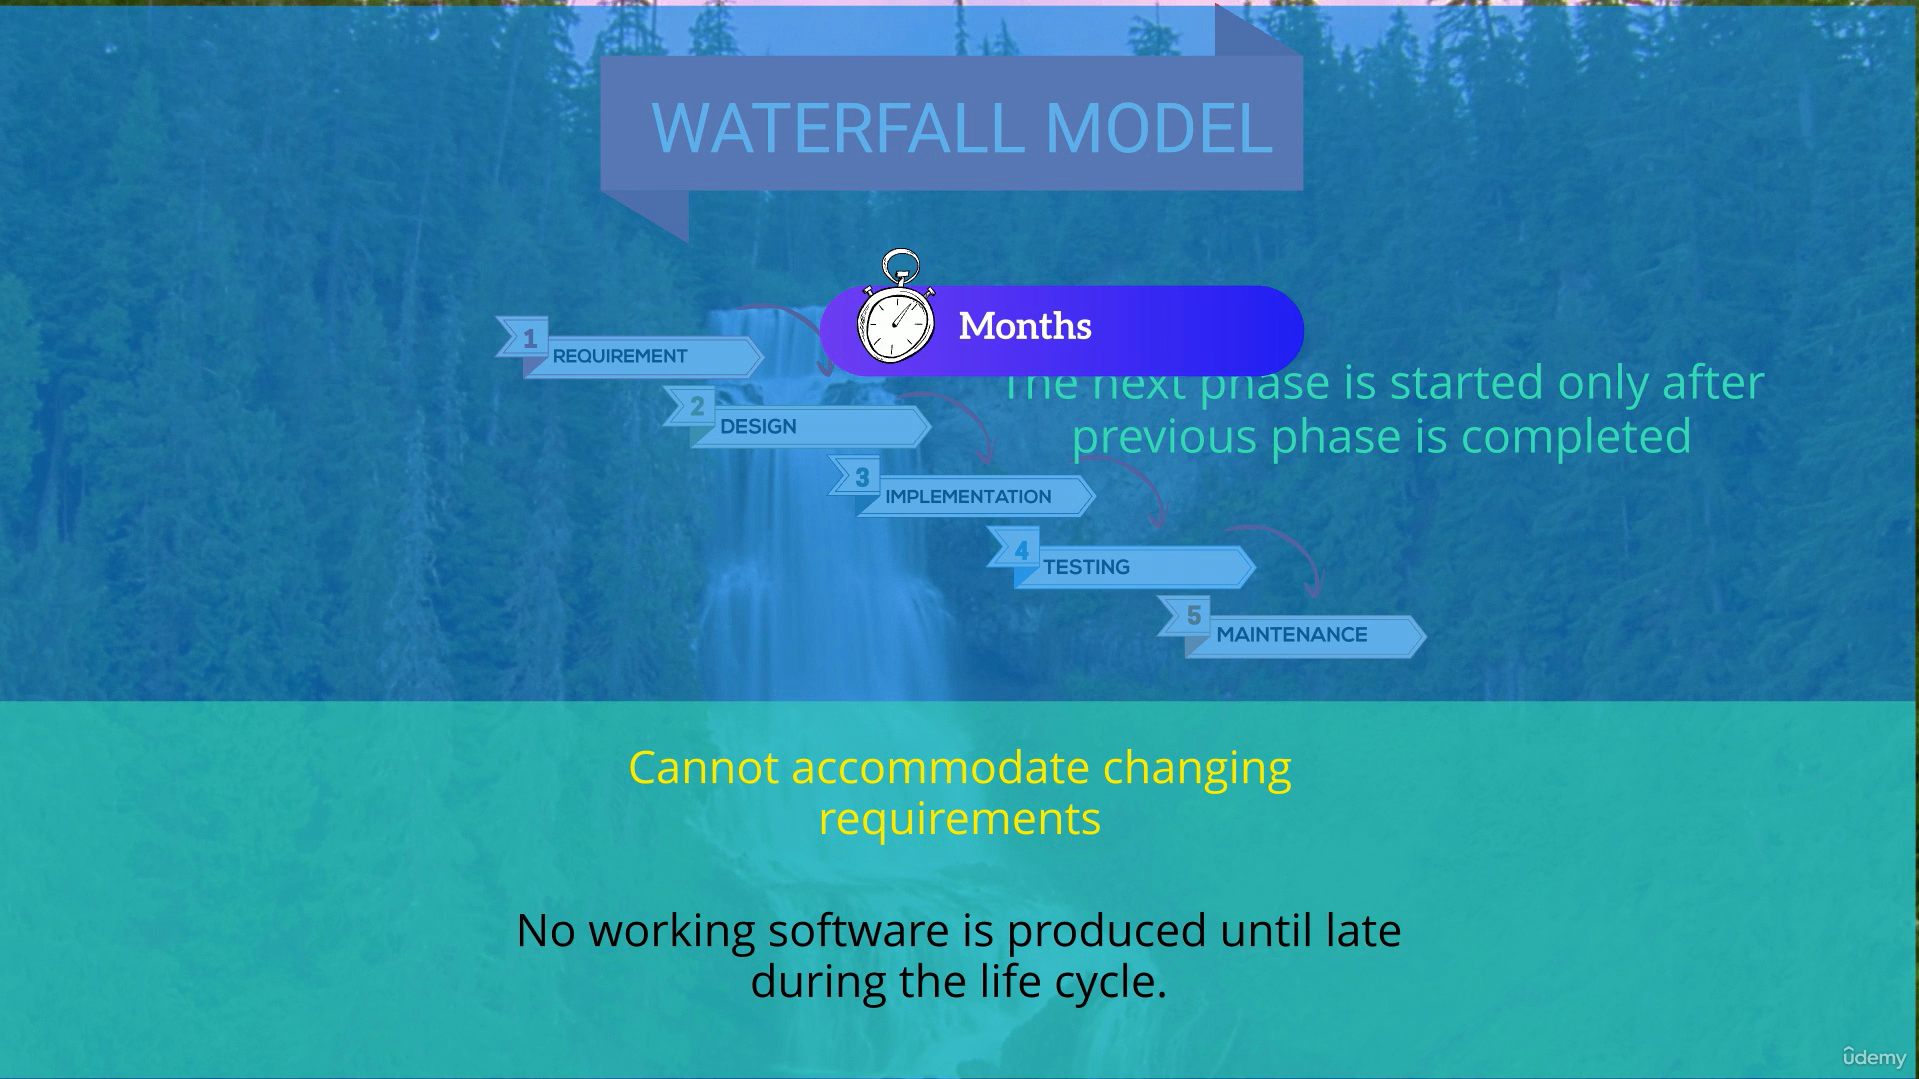 WATERFALL MODEL
Months
1
REQUIREMENT
The next phase is started only after
previous phase is completed
2
DESIGN
3
IMPLEMENTATION
4
TESTING
5
MAINTENANCE
Cannot accommodate changing
requirements
No working software is produced until late
during the life cycle.
udemy